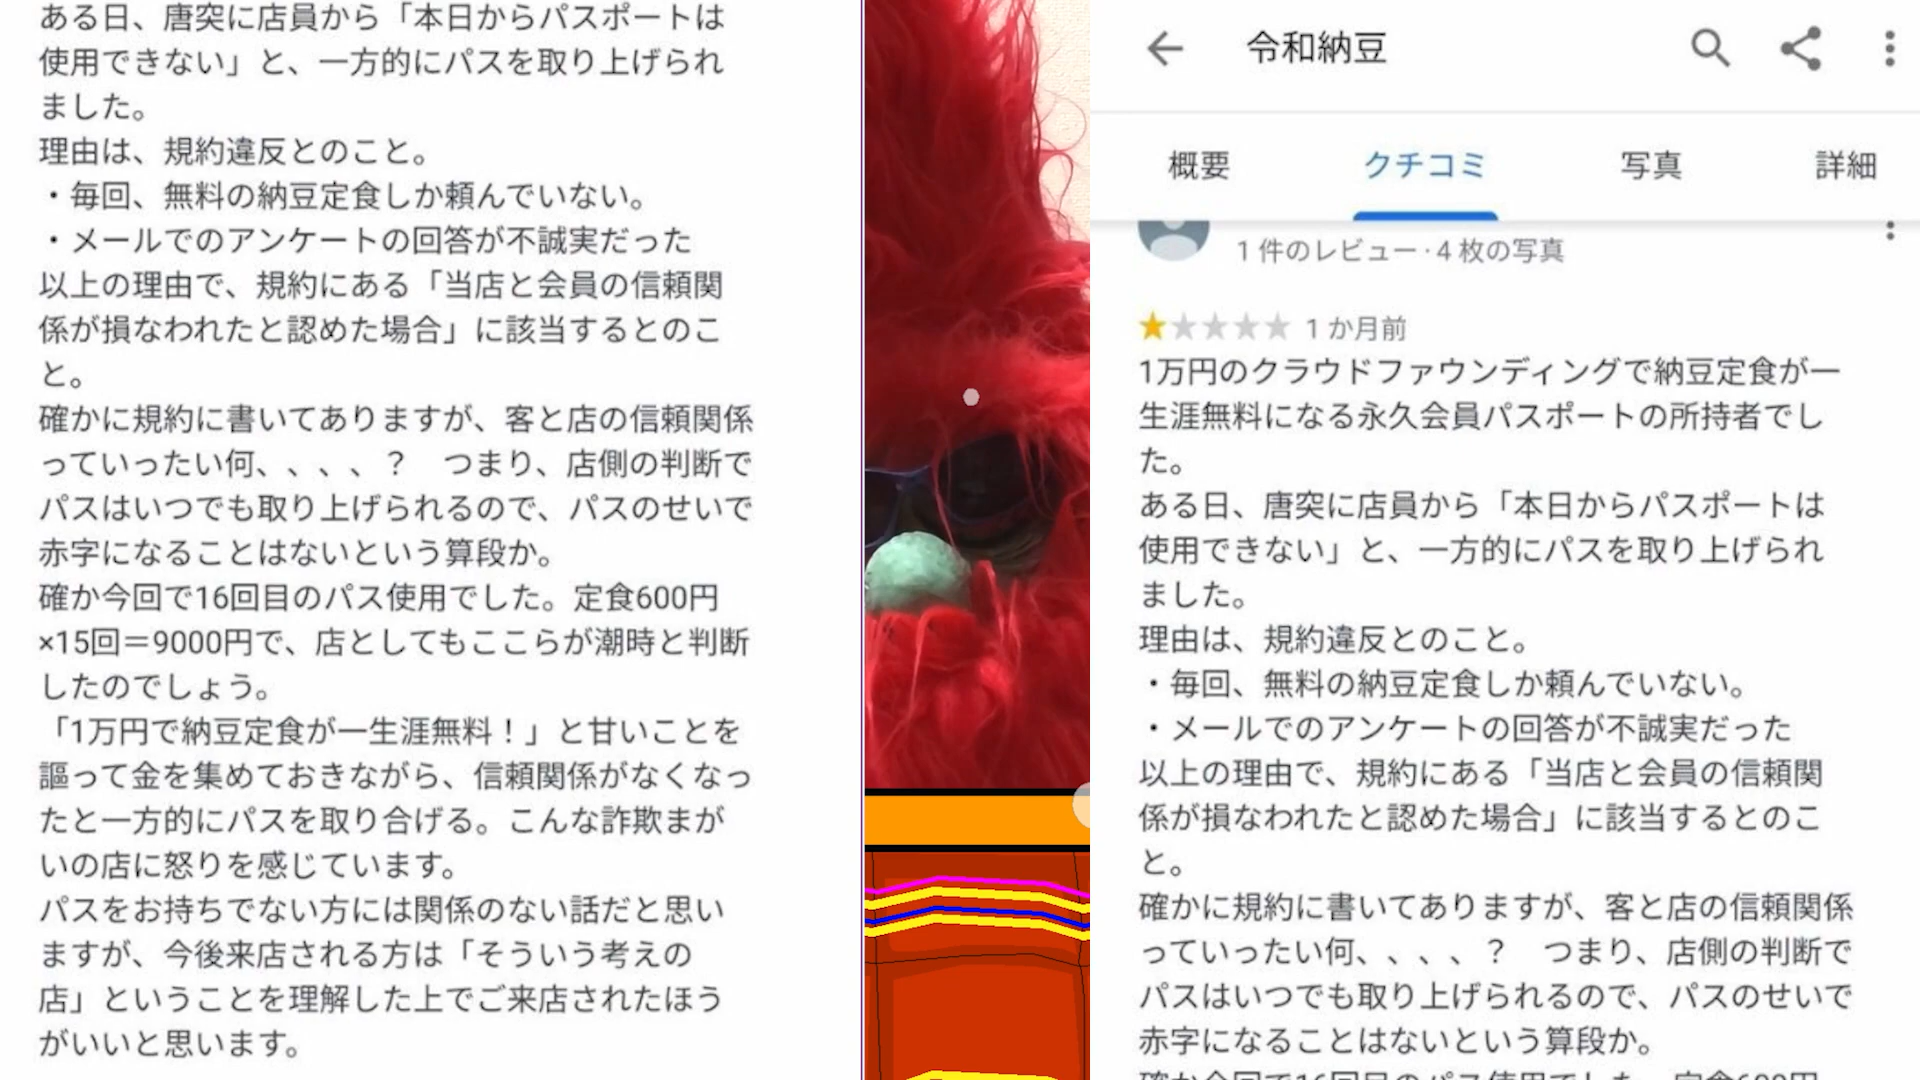 ある日、唐突に店員から「本日からパスポートは
使用できない」と、一方的にパスを取り上げられ
ました。
理由は、規約違反とのこと。
・毎回、無料の納豆定食しか頼んでいない。
・メールでのアンケートの回答が不誠実だった
以上の理由で、規約にある「当店と会員の信頼関
係が損なわれたと認めた場合」に該当するとのこ
と。
確かに規約に書いてありますが、客と店の信頼関係
っていったい何、、、、？　つまり、店側の判断で
パスはいつでも取り上げられるので、パスのせいで
赤字になることはないという算段か。
確か今回で16回目のパス使用でした。定食600円
×15回＝9000円で、店としてもここらが潮時と判断
したのでしょう。
「1万円で納豆定食が一生涯無料！」と甘いことを
謳って金を集めておきながら、信頼関係がなくなっ
たと一方的にパスを取り合げる。こんな詐欺まが
いの店に怒りを感じています。
パスをお持ちでない方には関係のない話だと思い
ますが、今後来店される方は「そういう考えの
店」ということを理解した上でご来店されたほう
がいいと思います。
令和納豆
概要
クチコミ
写真
詳細
1 件のレビュー · 4 枚の写真
1 か月前
1万円のクラウドファウンディングで納豆定食が一
生涯無料になる永久会員パスポートの所持者でし
た。
ある日、唐突に店員から「本日からパスポートは
使用できない」と、一方的にパスを取り上げられ
ました。
理由は、規約違反とのこと。
・毎回、無料の納豆定食しか頼んでいない。
・メールでのアンケートの回答が不誠実だった
以上の理由で、規約にある「当店と会員の信頼関
係が損なわれたと認めた場合」に該当するとのこ
と。
確かに規約に書いてありますが、客と店の信頼関係
っていったい何、、、、？　つまり、店側の判断で
パスはいつでも取り上げられるので、パスのせいで
赤字になることはないという算段か。
確か今回で16回目のパス使用でした。定食600円